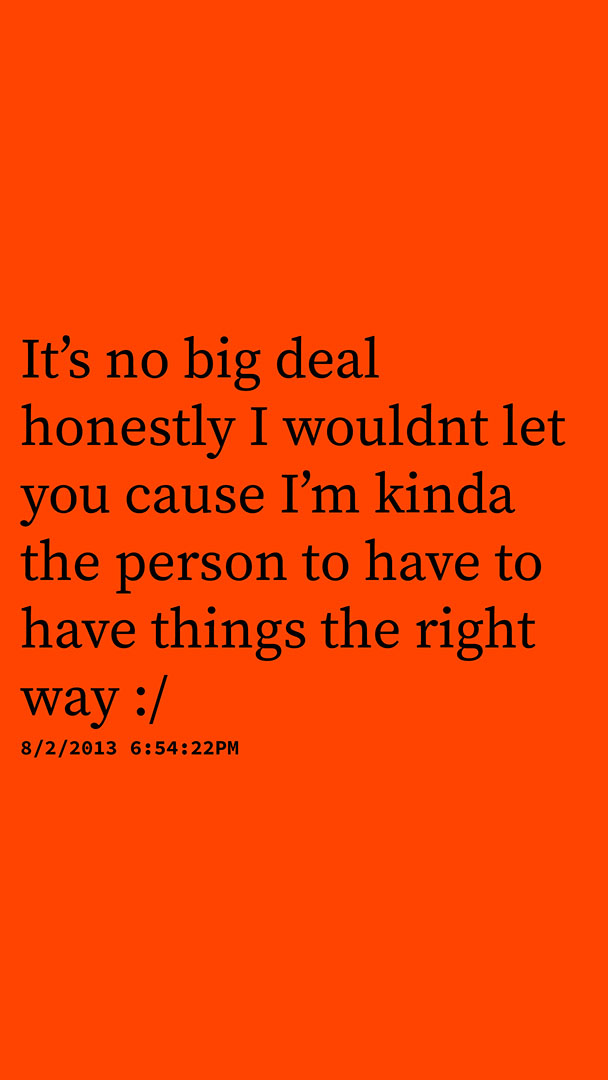 It’s no big deal
honestly I wouldnt let
you cause I’m kinda
the person to have to
have things the right
way :/
8/2/2013 6:54:22PM